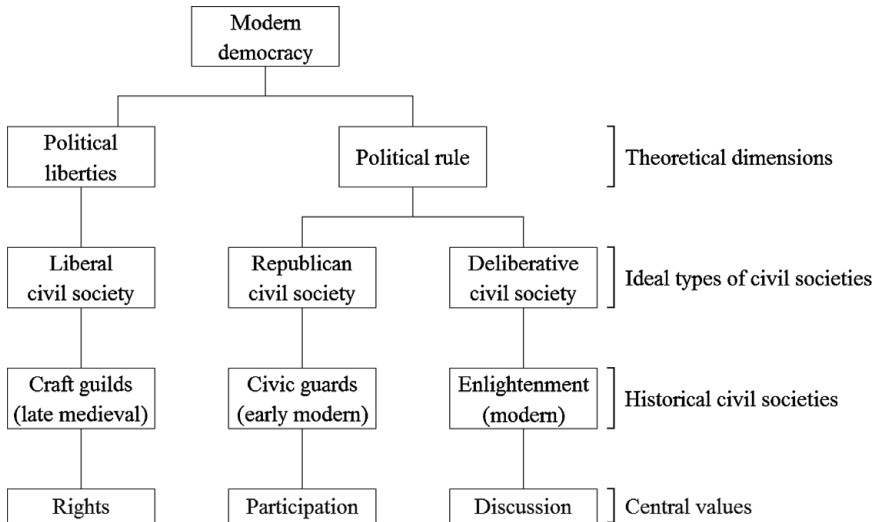 Modern
democracy
Political
liberties
Political rule
Theoretical dimensions
Liberal
civil society
Republican
civil society
Deliberative
civil society
Ideal types of civil societies
Craft guilds
(late medieval)
Civic guards
(early modern)
Enlightenment
(modern)
Historical civil societies
Rights
Participation
Discussion
Central values